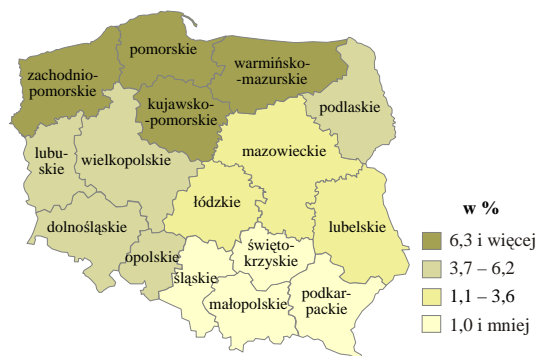 pomorskie
zachodnio-
pomorskie
warmińsko-
-mazurskie
kujawsko-
-pomorskie
podlaskie
lubu-
skie
wielkopolskie
mazowieckie
łódzkie
dolnośląskie
lubelskie
opolskie
śląskie
święto-
krzyskie
małopolskie
podkar-
packie
w %
6,3 i więcej
3,7 – 6,2
1,1 – 3,6
1,0 i mniej